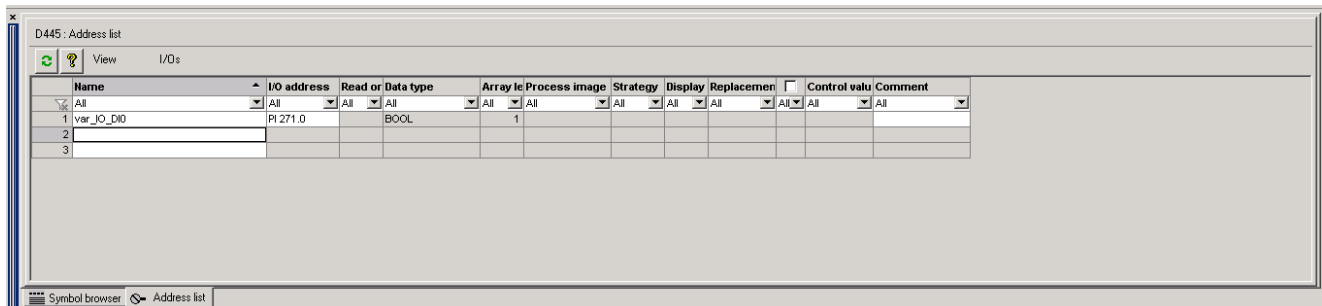 D445 : Address list
View I/Os
Name I/O address Read or Data type Array le Process image Strategy Display Replacemen Control valu Comment
All All All All All All All All All All All All
1 var_IO_DI0 PI 271.0 BOOL 1
2
3
Symbol browser Address list